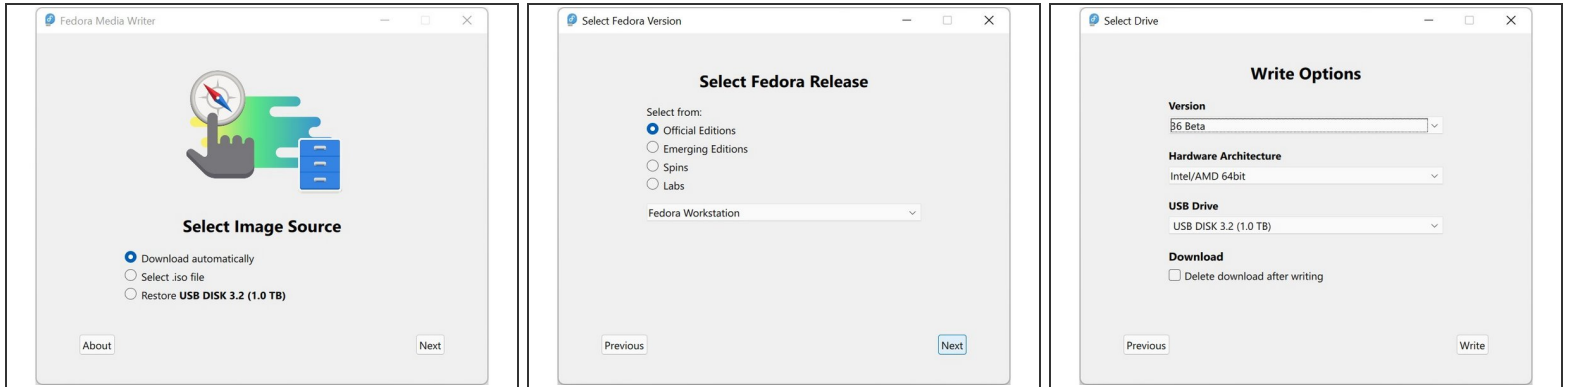 Fedora Media Writer
Select Image Source
Download automatically
Select .iso file
Restore USB DISK 3.2 (1.0 TB)
About
Next
Select Fedora Version
Select Fedora Release
Select from:
Official Editions
Emerging Editions
Spins
Labs
Fedora Workstation
Previous
Next
Select Drive
Write Options
Version
36 Beta
Hardware Architecture
Intel/AMD 64bit
USB Drive
USB DISK 3.2 (1.0 TB)
Download
Delete download after writing
Previous
Write